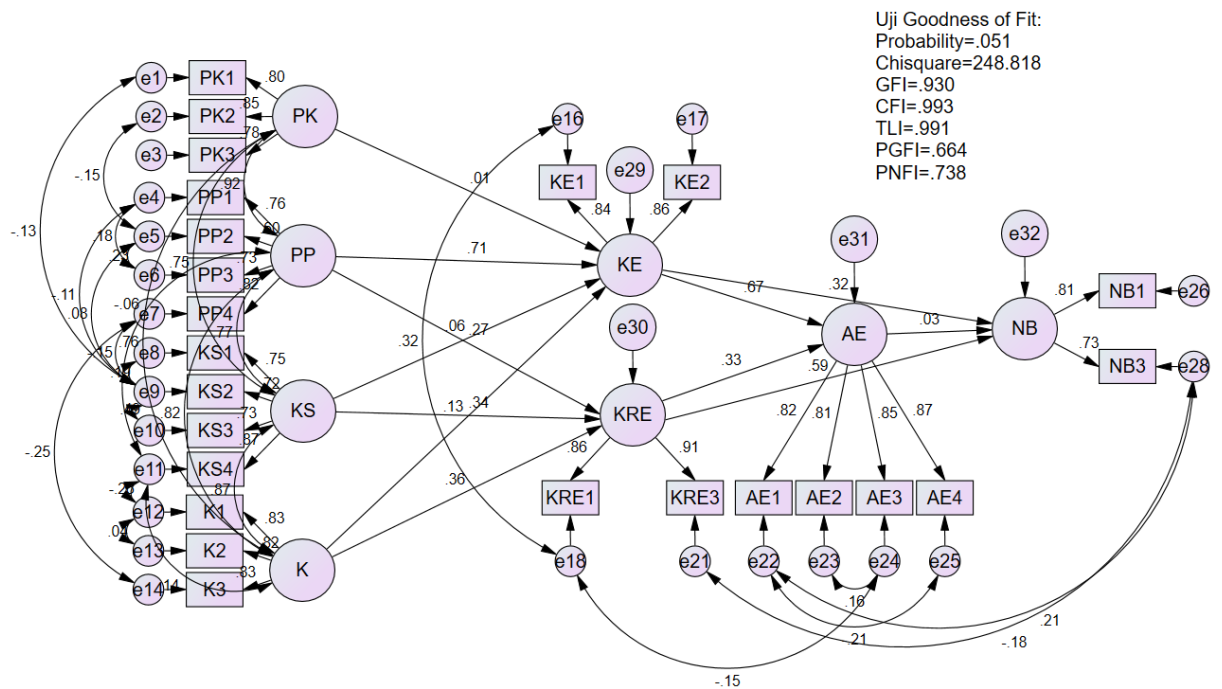 Uji Goodness of Fit:
Probability=.051
Chisquare=248.818
GFI=.930
CFI=.993
TLI=.991
PGFI=.664
PNFI=.738
e1 PK1 .80
e2 PK2 .85 PK
e3 PK3 .78
-.15
.92
e4 PP1 .76
-.13
.18
e5 PP2 .60
PP
e6 .75 PP3 .73
-.11
-.06
.08
e7 PP4 .82
.77
.76
-.15
e8 KS1 .75
e9 KS2 .72
KS
e10 KS3 .73
.82
-.25
e11 KS4 .87
.87
e12 K1 .83
.04
e13 K2 .82
K
e14 K3 .83
e16 e17
KE1 e29 KE2
.84 .86
.01
.71
KE
.06 .27
.32
e30
.13 .34
KRE
.36
.86 .91
KRE1 KRE3
e18 e21
e31 e32
.67 .32
AE .03 NB
.33 .59
.81 NB1 e26
.73 NB3 e28
.82 .81 .85 .87
AE1 AE2 AE3 AE4
e22 e23 e24 e25
.16
.21 -.18 .21
-.15